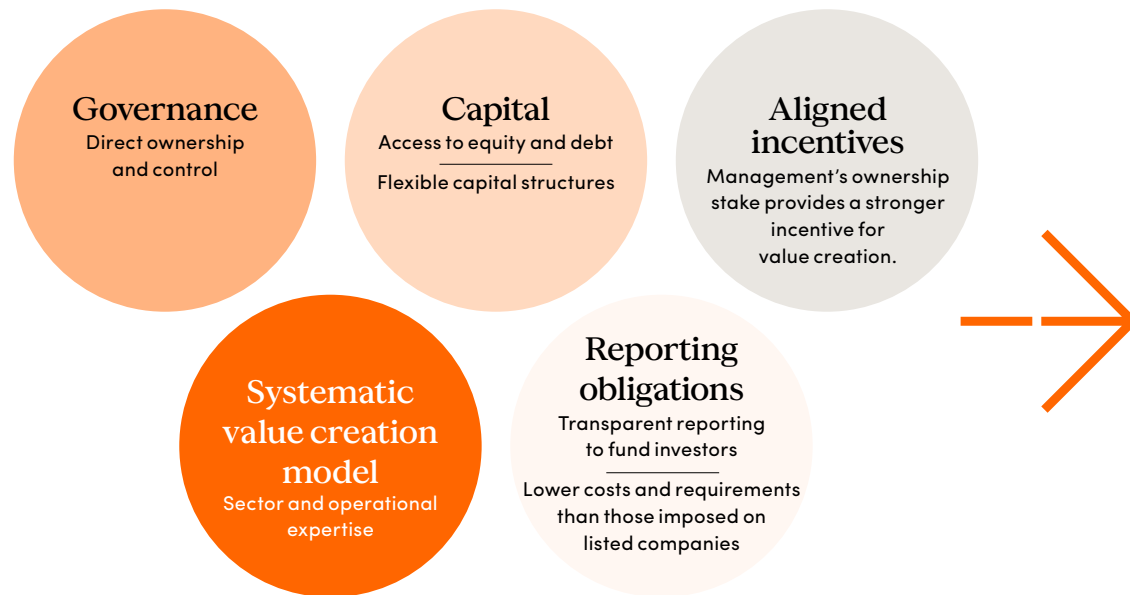 Governance
Direct ownership
and control
Capital
Access to equity and debt
Flexible capital structures
Aligned
incentives
Management's ownership
stake provides a stronger
incentive for
value creation.
Systematic
value creation
model
Sector and operational
expertise
Reporting
obligations
Transparent reporting
to fund investors
Lower costs and requirements
than those imposed on
listed companies